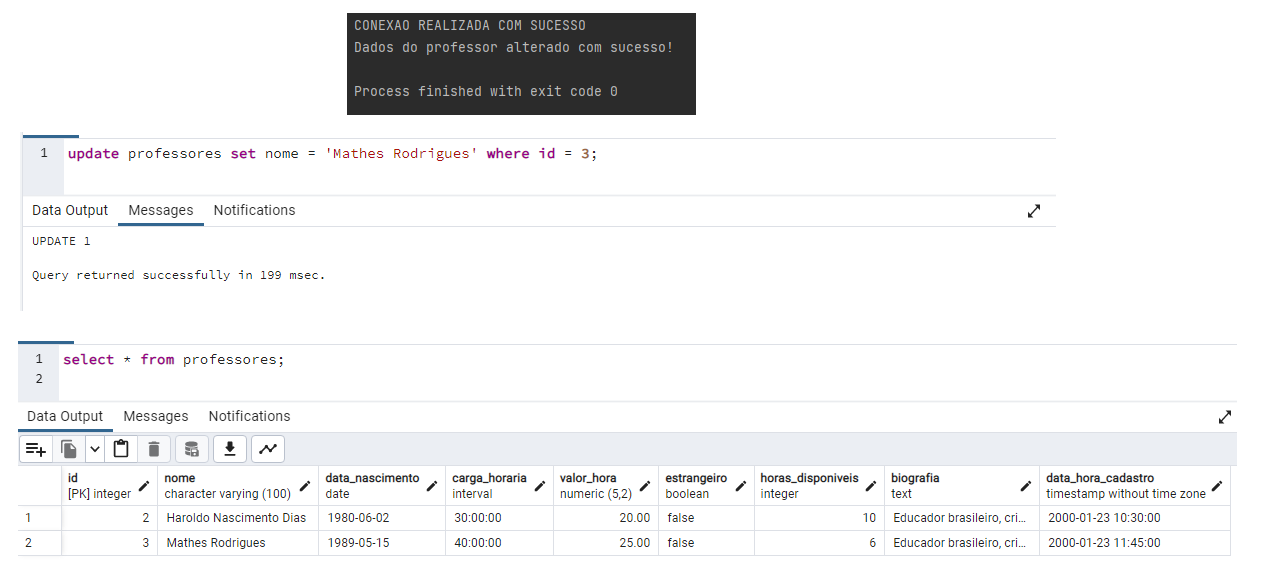 CONEXAO REALIZADA COM SUCESSO
Dados do professor alterado com sucesso!
Process finished with exit code 0
1 update professores set nome = 'Mathes Rodrigues' where id = 3;
Data Output Messages Notifications
UPDATE 1
Query returned successfully in 199 msec.
1 select * from professores;
2
Data Output Messages Notifications
id nome data_nascimento carga_horaria valor_hora estrangeiro horas_disponiveis biografia data_hora_cadastro
[PK] integer character varying (100) date interval numeric (5,2) boolean integer text timestamp without time zone
1 2 Haroldo Nascimento Dias 1980-06-02 30:00:00 20.00 false 10 Educador brasileiro, cri... 2000-01-23 10:30:00
2 3 Mathes Rodrigues 1989-05-15 40:00:00 25.00 false 6 Educador brasileiro, cri... 2000-01-23 11:45:00